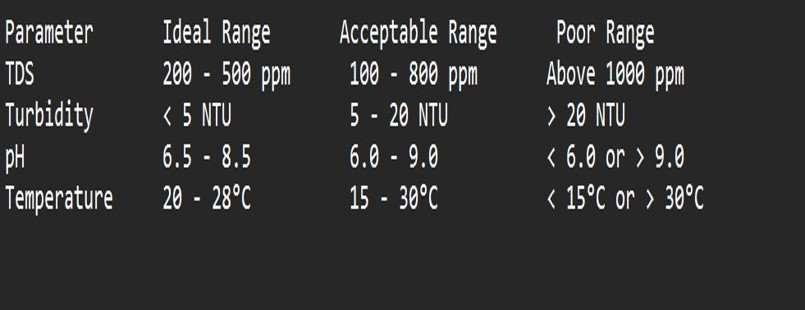 Parameter Ideal Range Acceptable Range Poor Range
TDS 200 - 500 ppm 100 - 800 ppm Above 1000 ppm
Turbidity < 5 NTU 5 - 20 NTU > 20 NTU
pH 6.5 - 8.5 6.0 - 9.0 < 6.0 or > 9.0
Temperature 20 - 28°C 15 - 30°C < 15°C or > 30°C